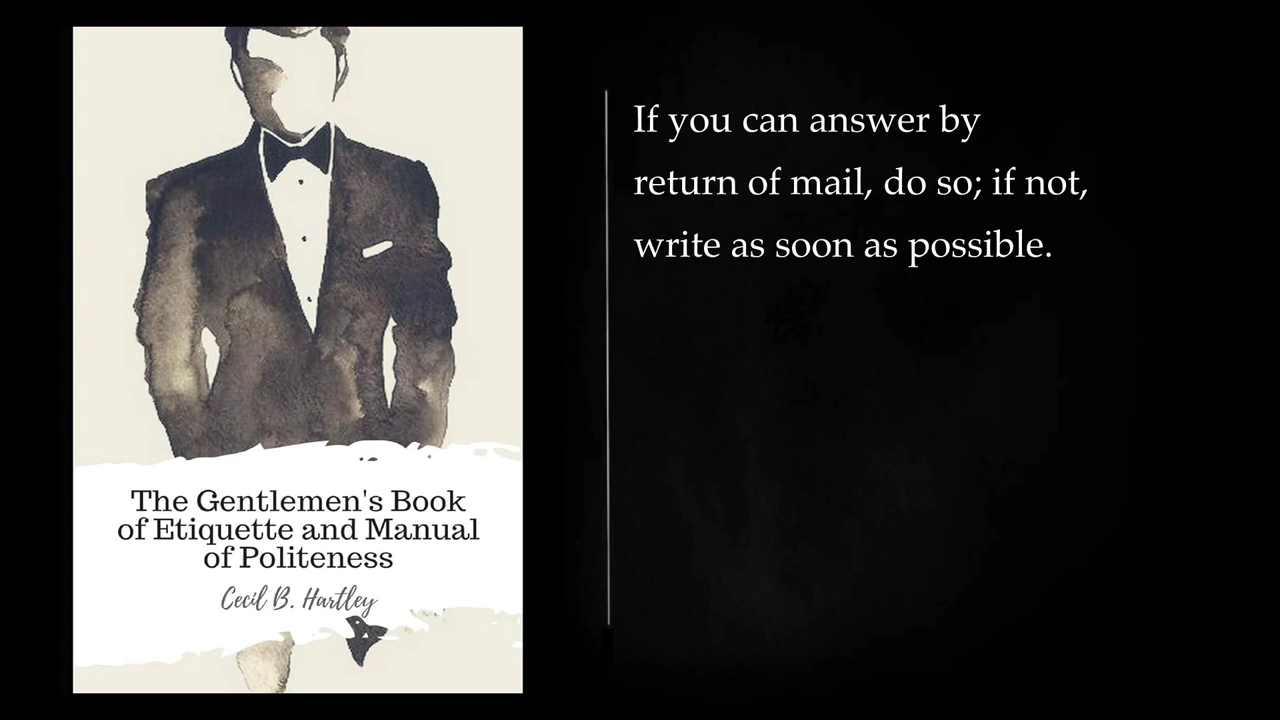 The Gentlemen's Book
of Etiquette and Manual
of Politeness
Cecil B. Hartley
If you can answer by
return of mail, do so; if not,
write as soon as possible.